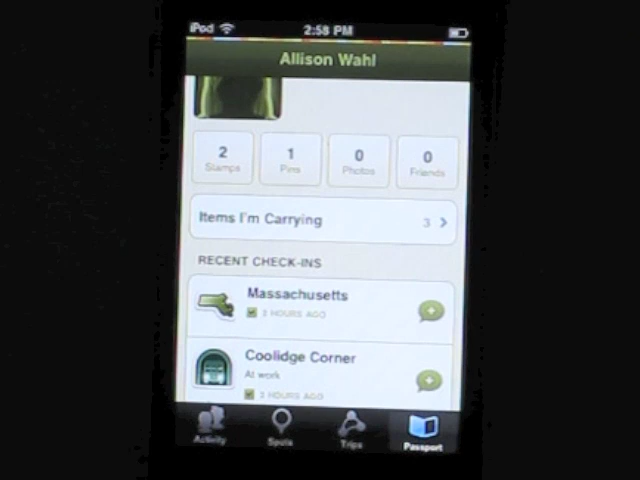 iPod 2:58 PM
Allison Wahl
2 1 0 0
Stamps Pins Photos Friends
Items I'm Carrying 3
RECENT CHECK-INS
Massachusetts
3 HOURS AGO
Coolidge Corner
At work
3 HOURS AGO
Activity Spots Trips Passport